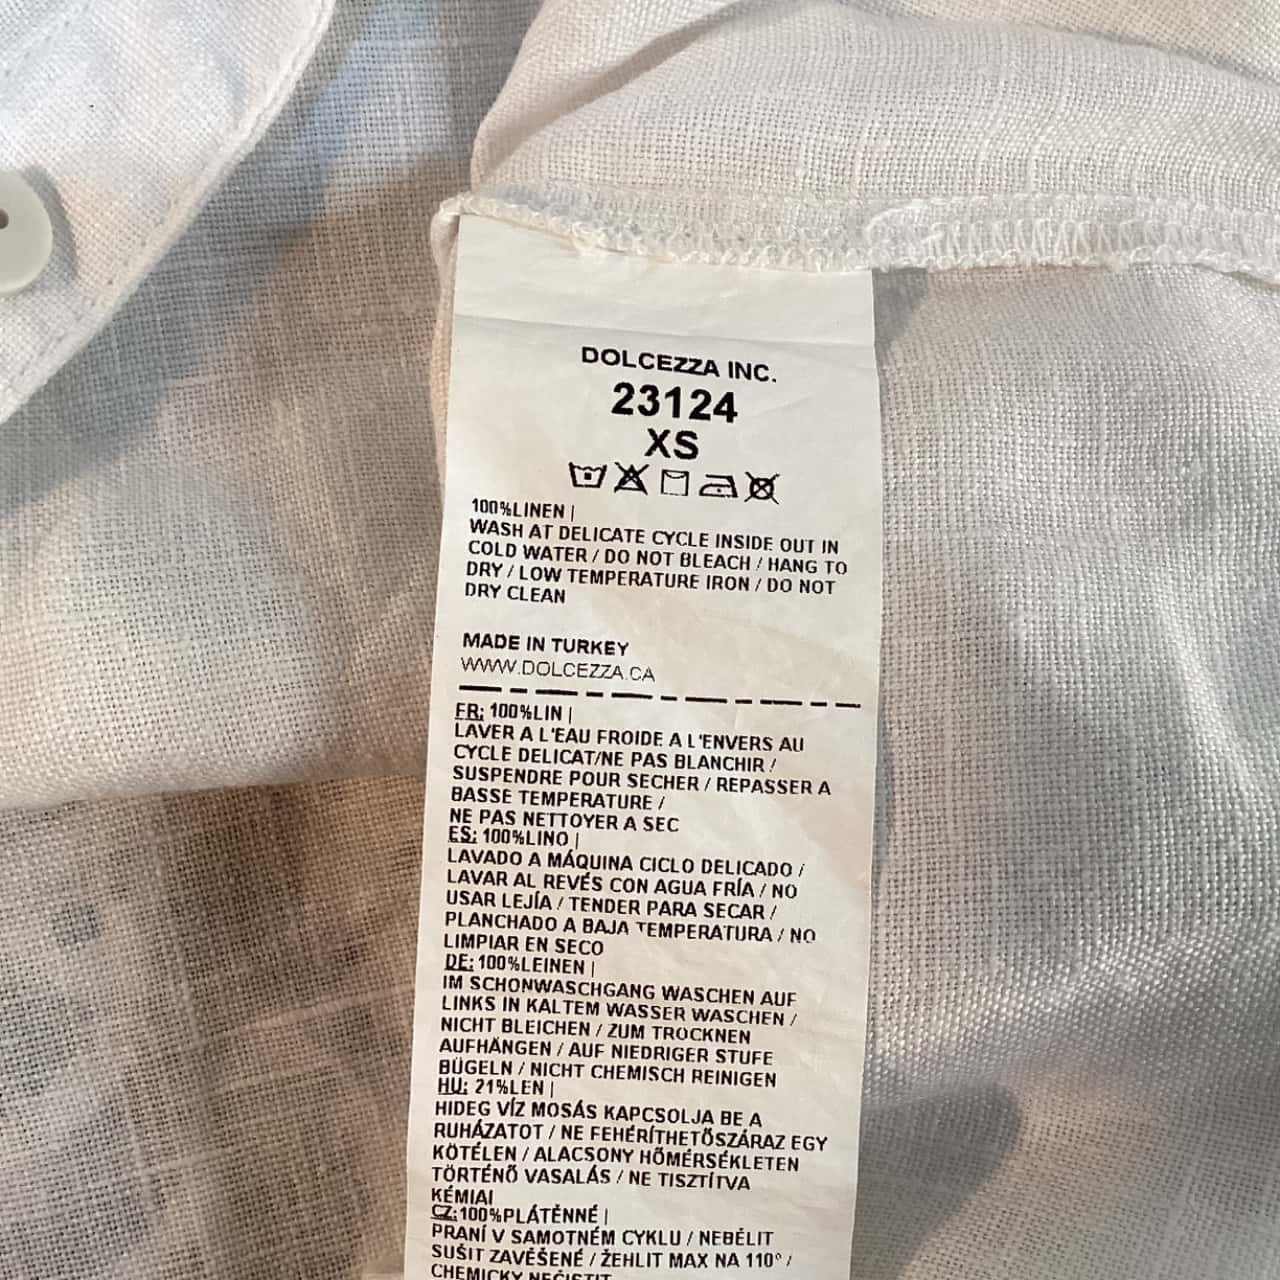 DOLCEZZA INC.
23124
XS
100%LINEN |
WASH AT DELICATE CYCLE INSIDE OUT IN
COLD WATER / DO NOT BLEACH / HANG TO
DRY / LOW TEMPERATURE IRON / DO NOT
DRY CLEAN
MADE IN TURKEY
WWW.DOLCEZZA.CA
FR: 100%LIN |
LAVER A L'EAU FROIDE A L'ENVERS AU
CYCLE DELICAT/NE PAS BLANCHIR /
SUSPENDRE POUR SECHER / REPASSER A
BASSE TEMPERATURE /
NE PAS NETTOYER A SEC
ES: 100%LINO |
LAVADO A MÁQUINA CICLO DELICADO /
LAVAR AL REVÉS CON AGUA FRÍA / NO
USAR LEJÍA / TENDER PARA SECAR /
PLANCHADO A BAJA TEMPERATURA / NO
LIMPIAR EN SECO
DE: 100%LEINEN |
IM SCHONWASCHGANG WASCHEN AUF
LINKS IN KALTEM WASSER WASCHEN /
NICHT BLEICHEN / ZUM TROCKNEN
AUFHÄNGEN / AUF NIEDRIGER STUFE
BÜGELN / NICHT CHEMISCH REINIGEN
HU: 21%LEN |
HIDEG VÍZ MOSÁS KAPCSOLJA BE A
RUHÁZATOT / NE FEHÉRÍTHETŐSZÁRAZ EGY
KÖTÉLEN / ALACSONY HŐMÉRSÉKLETEN
TÖRTÉNŐ VASALÁS / NE TISZTÍTVA
KÉMIAI
CZ:100%PLÁTĚNNÉ |
PRANÍ V SAMOTNÉM CYKLU / NEBĚLIT
SUŠIT ZAVĚŠENÉ / ŽEHLIT MAX NA 110° /
CHEMICKY NEČISTIT